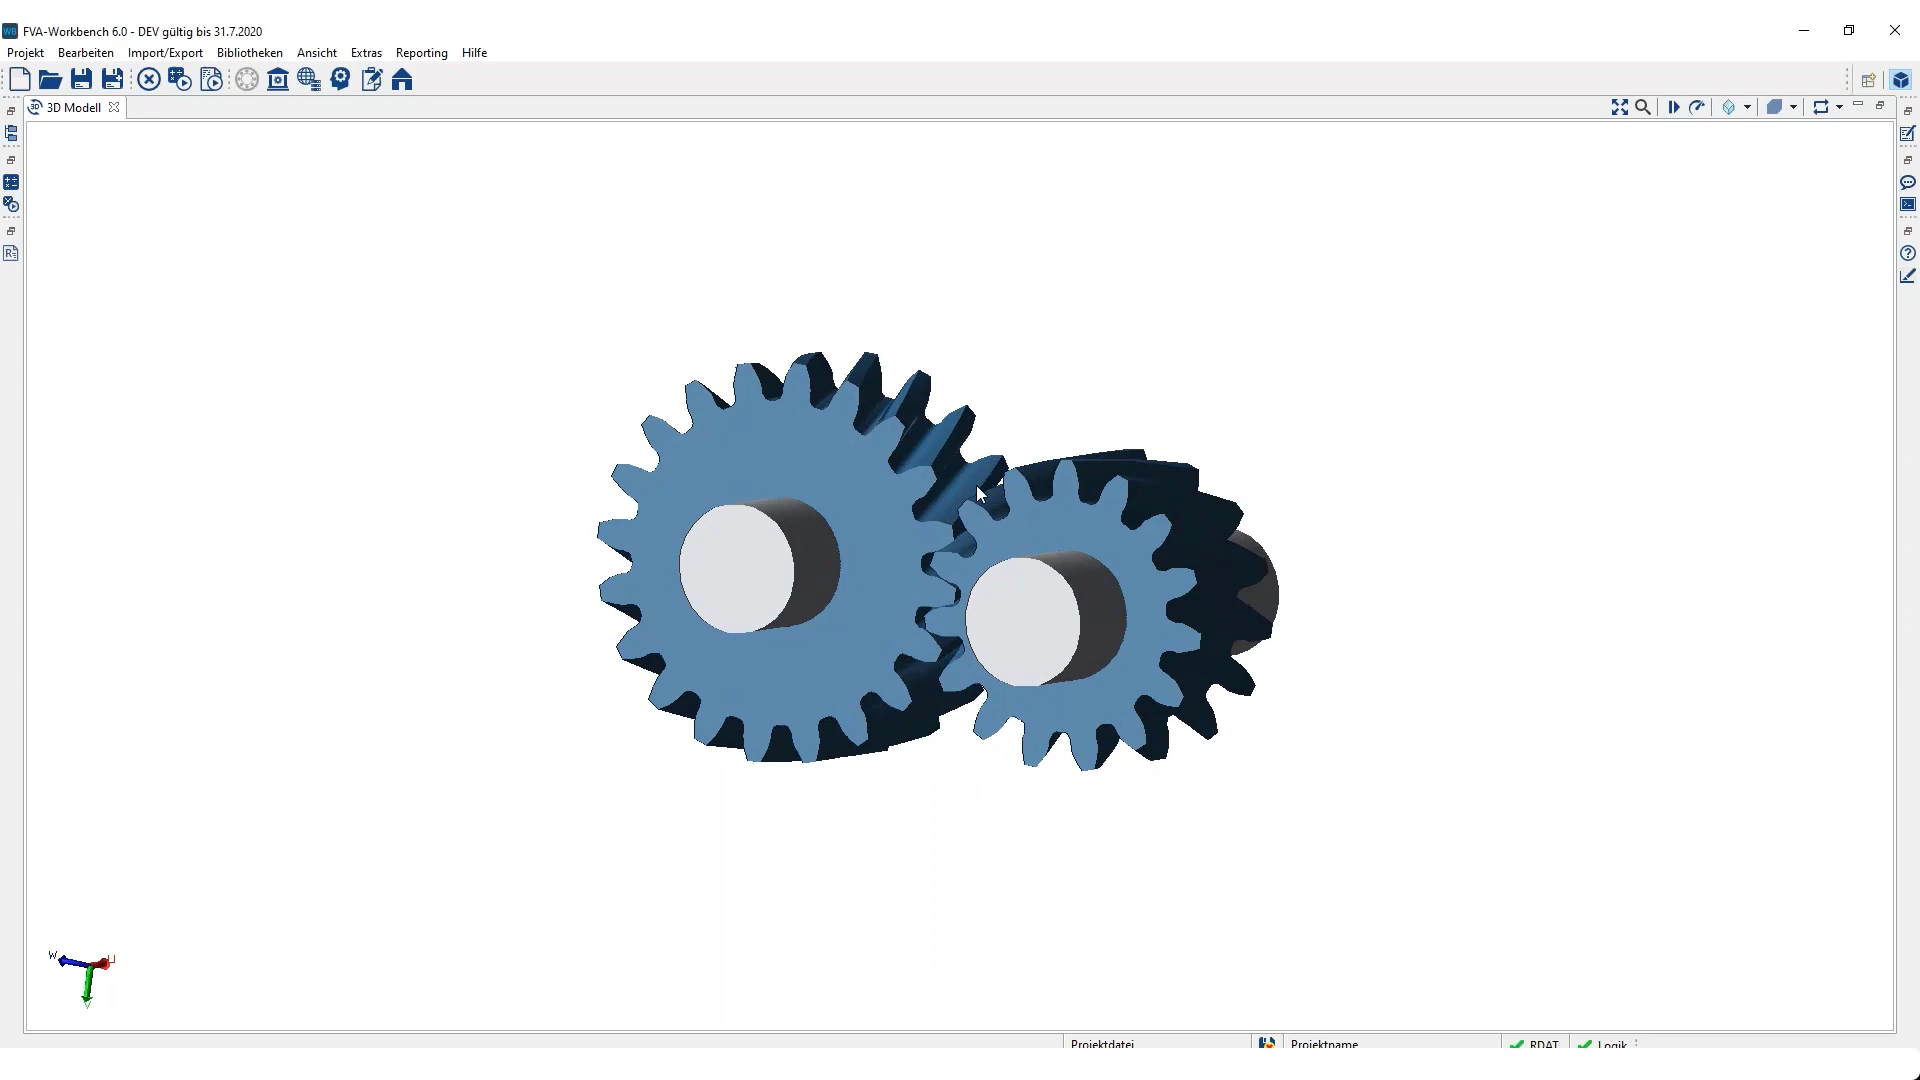 FVA-Workbench 6.0 - DEV gültig bis 31.7.2020
Projekt Bearbeiten Import/Export Bibliotheken Ansicht Extras Reporting Hilfe
3D Modell
W U
V
Projektdatei Projektname RDAT Logik